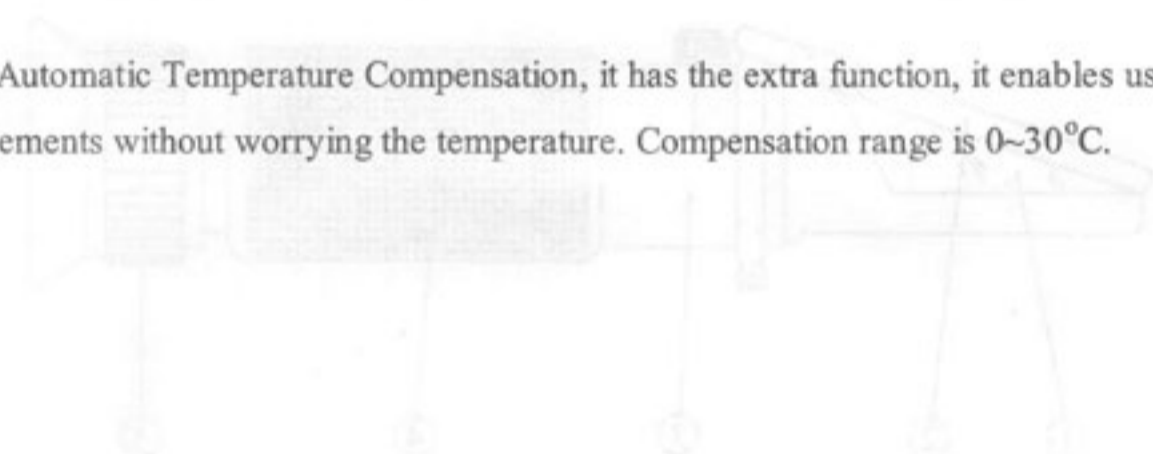 Automatic Temperature Compensation, it has the extra function, it enables us
ements without worrying the temperature. Compensation range is 0~30°C.